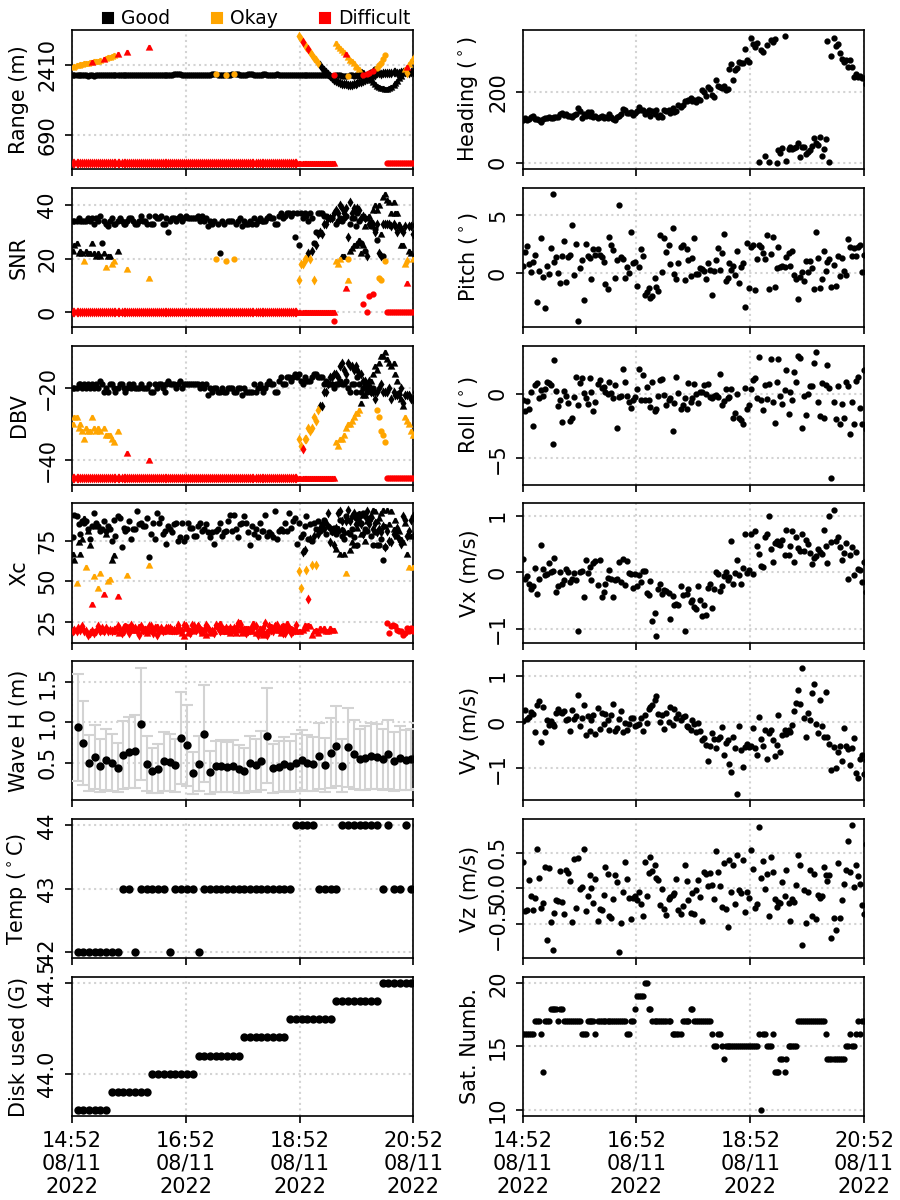 Good Okay Difficult
Range (m)
2410
690
Heading (°)
200
0
SNR
40
20
0
Pitch (°)
5
0
DBV
−20
−40
Roll (°)
0
−5
Xc
75
50
25
Vx (m/s)
1
0
−1
Wave H (m)
1.5
1.0
0.5
Vy (m/s)
1
0
−1
Temp (°C)
44
43
42
Vz (m/s)
0.5
0.0
−0.5
Disk used (G)
44.5
44.0
Sat. Numb.
20
15
10
14:52 16:52 18:52 20:52
08/11 08/11 08/11 08/11
2022 2022 2022 2022
14:52 16:52 18:52 20:52
08/11 08/11 08/11 08/11
2022 2022 2022 2022